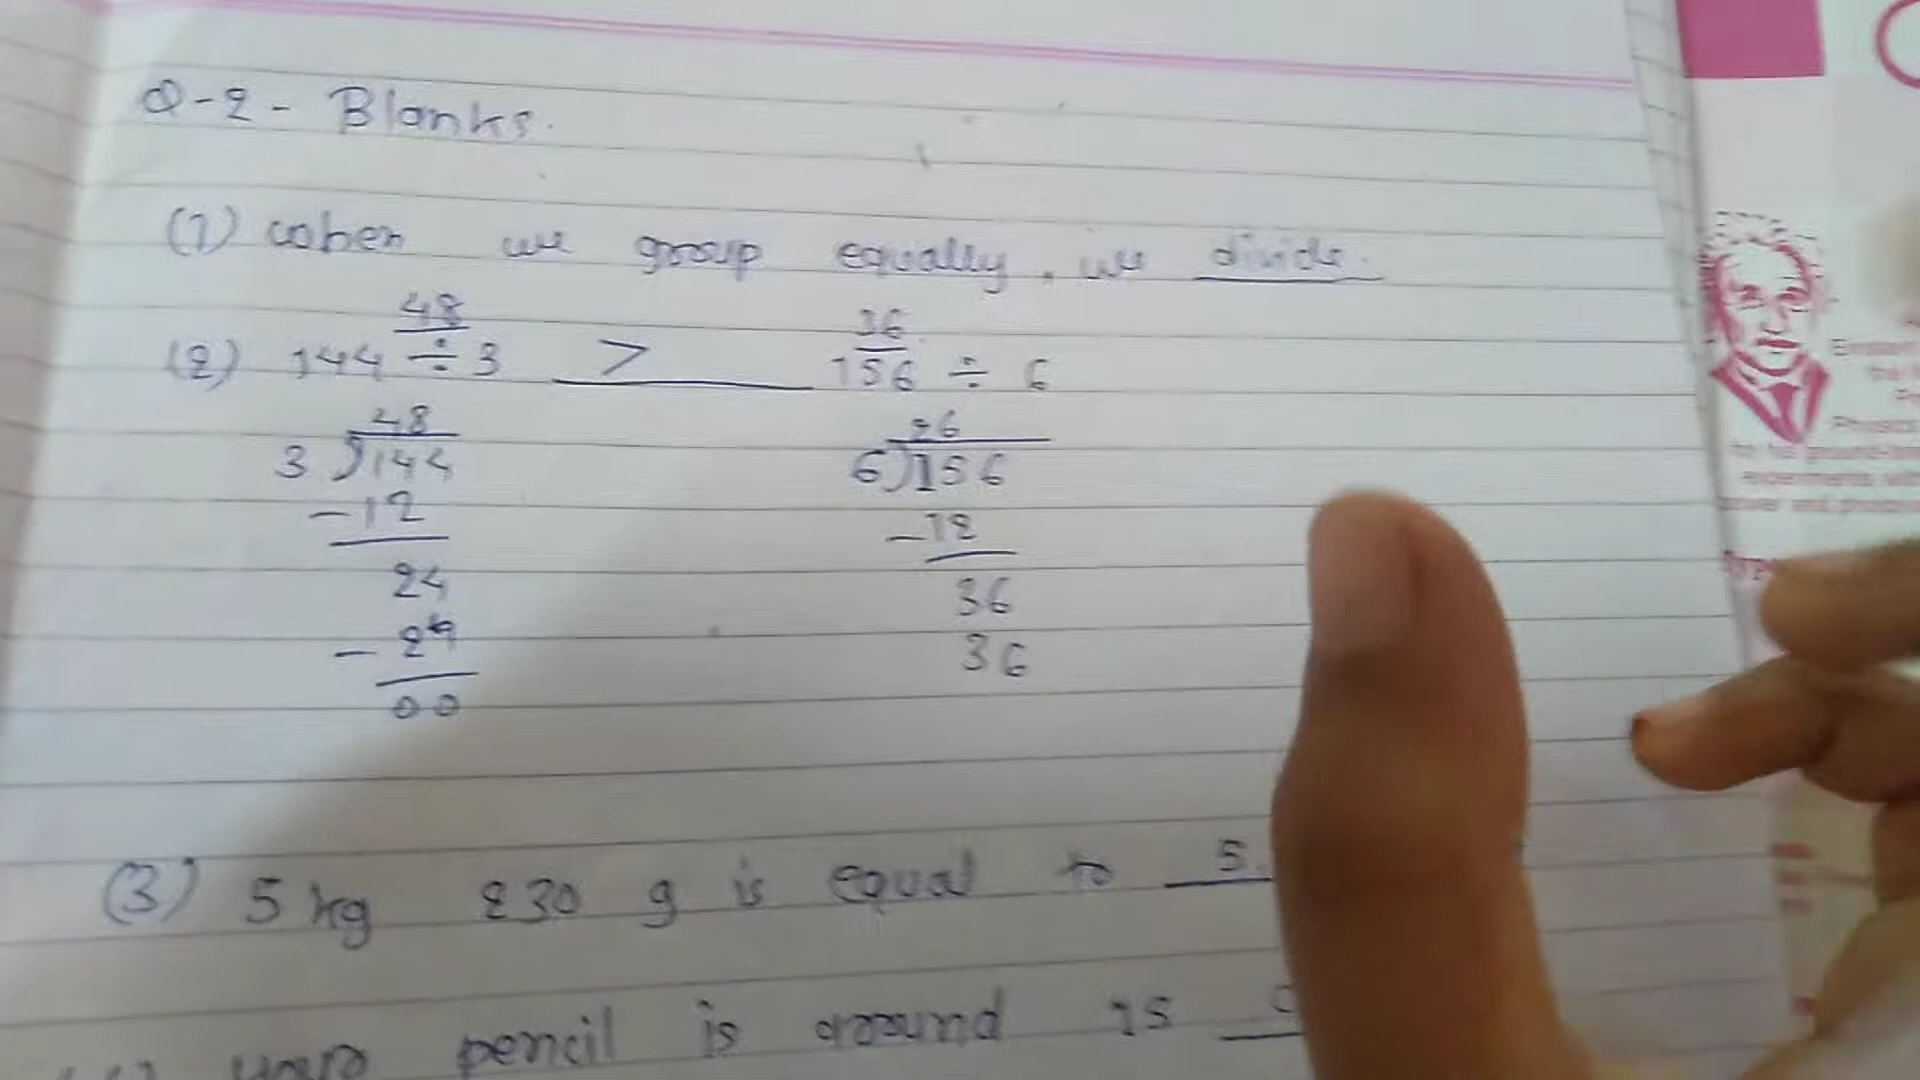 Q-2- Blanks.
(1) when we group equally, we divide.
48 36
(2) 144 ÷ 3 > 156 ÷ 6
48 26
3)144 6)156
-12 -12
24 36
-24 36
00
(3) 5 kg 230 g is equal to 5.
your pencil is around 15